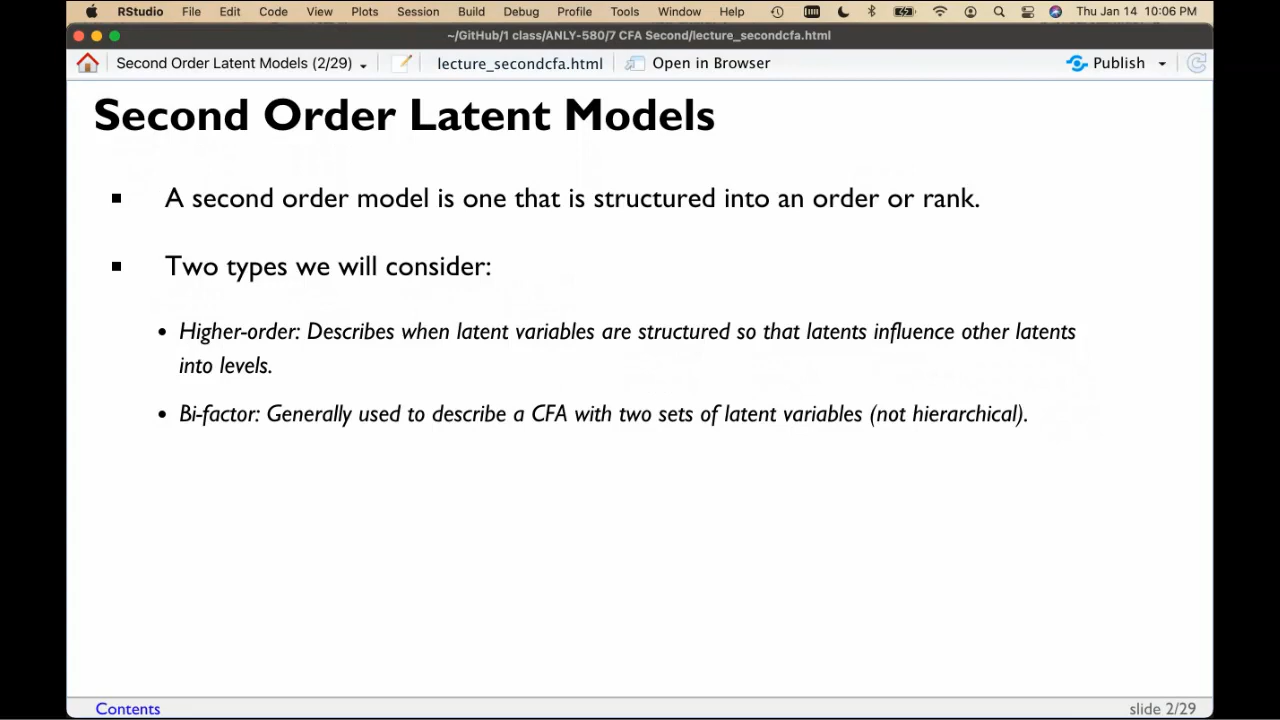 RStudio File Edit Code View Plots Session Build Debug Profile Tools Window Help Thu Jan 14 10:06 PM
~/GitHub/1 class/ANLY-580/7 CFA Second/lecture_secondcfa.html
Second Order Latent Models (2/29) lecture_secondcfa.html Open in Browser Publish
Second Order Latent Models
A second order model is one that is structured into an order or rank.
Two types we will consider:
Higher-order: Describes when latent variables are structured so that latents influence other latents
into levels.
Bi-factor: Generally used to describe a CFA with two sets of latent variables (not hierarchical).
Contents slide 2/29